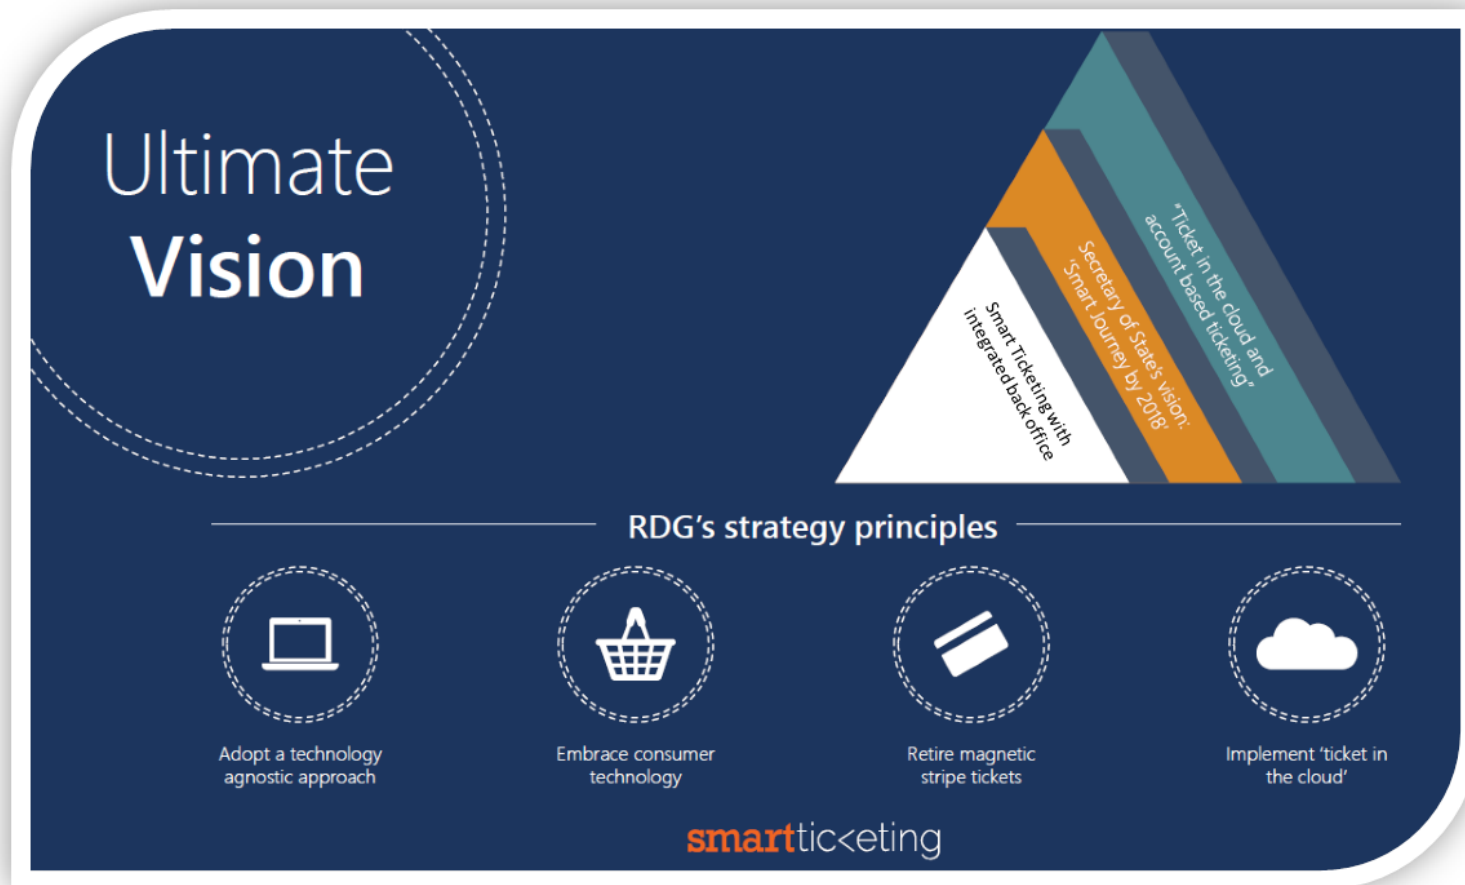 Ultimate
Vision
Smart Ticketing with
integrated back office
Secretary of State's vision:
'Smart Journey by 2018'
"Ticket in the cloud and
account based ticketing"
RDG's strategy principles
Adopt a technology
agnostic approach
Embrace consumer
technology
Retire magnetic
stripe tickets
Implement 'ticket in
the cloud'
smartticketing